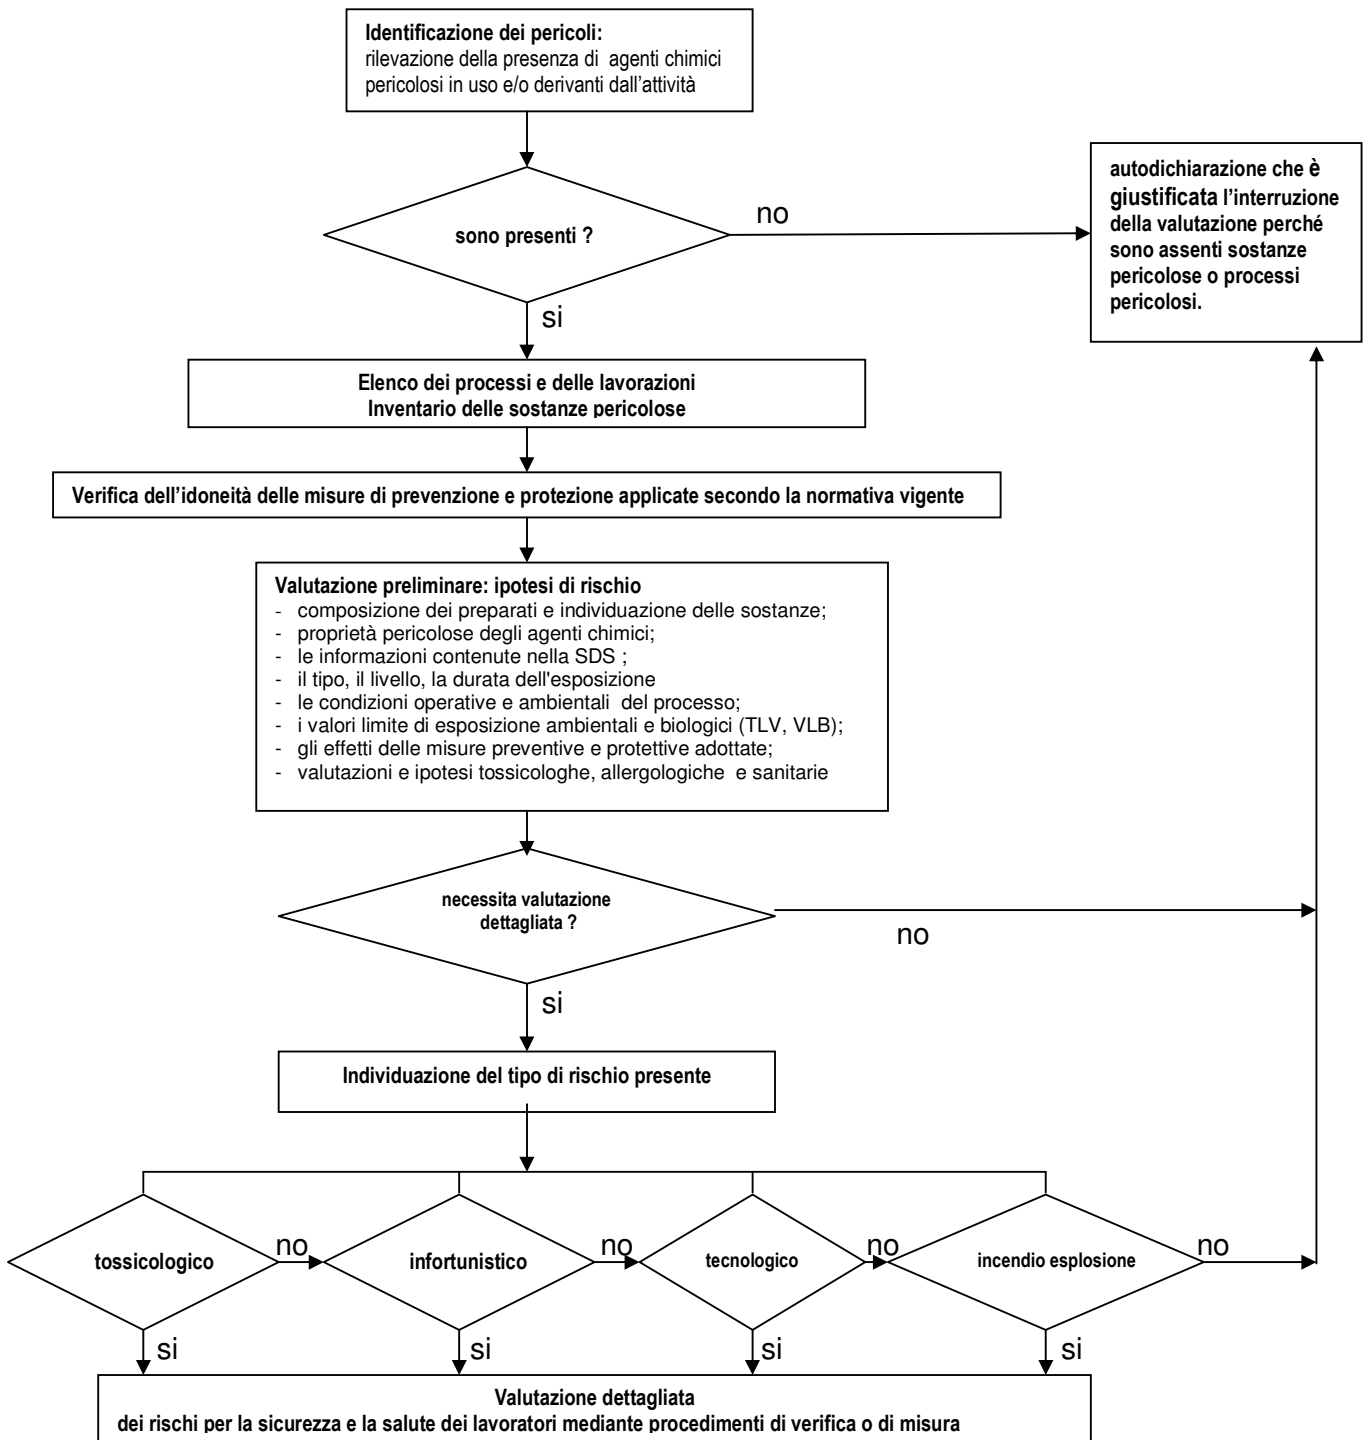 Identificazione dei pericoli:
rilevazione della presenza di agenti chimici
pericolosi in uso e/o derivanti dall'attività
sono presenti ?
no
autodichiarazione che è
giustificata l'interruzione
della valutazione perché
sono assenti sostanze
pericolose o processi
pericolosi.
si
Elenco dei processi e delle lavorazioni
Inventario delle sostanze pericolose
Verifica dell'idoneità delle misure di prevenzione e protezione applicate secondo la normativa vigente
Valutazione preliminare: ipotesi di rischio
- composizione dei preparati e individuazione delle sostanze;
- proprietà pericolose degli agenti chimici;
- le informazioni contenute nella SDS ;
- il tipo, il livello, la durata dell'esposizione
- le condizioni operative e ambientali del processo;
- i valori limite di esposizione ambientali e biologici (TLV, VLB);
- gli effetti delle misure preventive e protettive adottate;
- valutazioni e ipotesi tossicologhe, allergologiche e sanitarie
necessita valutazione
dettagliata ?
no
si
Individuazione del tipo di rischio presente
tossicologico
no
infortunistico
no
tecnologico
no
incendio esplosione
no
si
si
si
si
Valutazione dettagliata
dei rischi per la sicurezza e la salute dei lavoratori mediante procedimenti di verifica o di misura